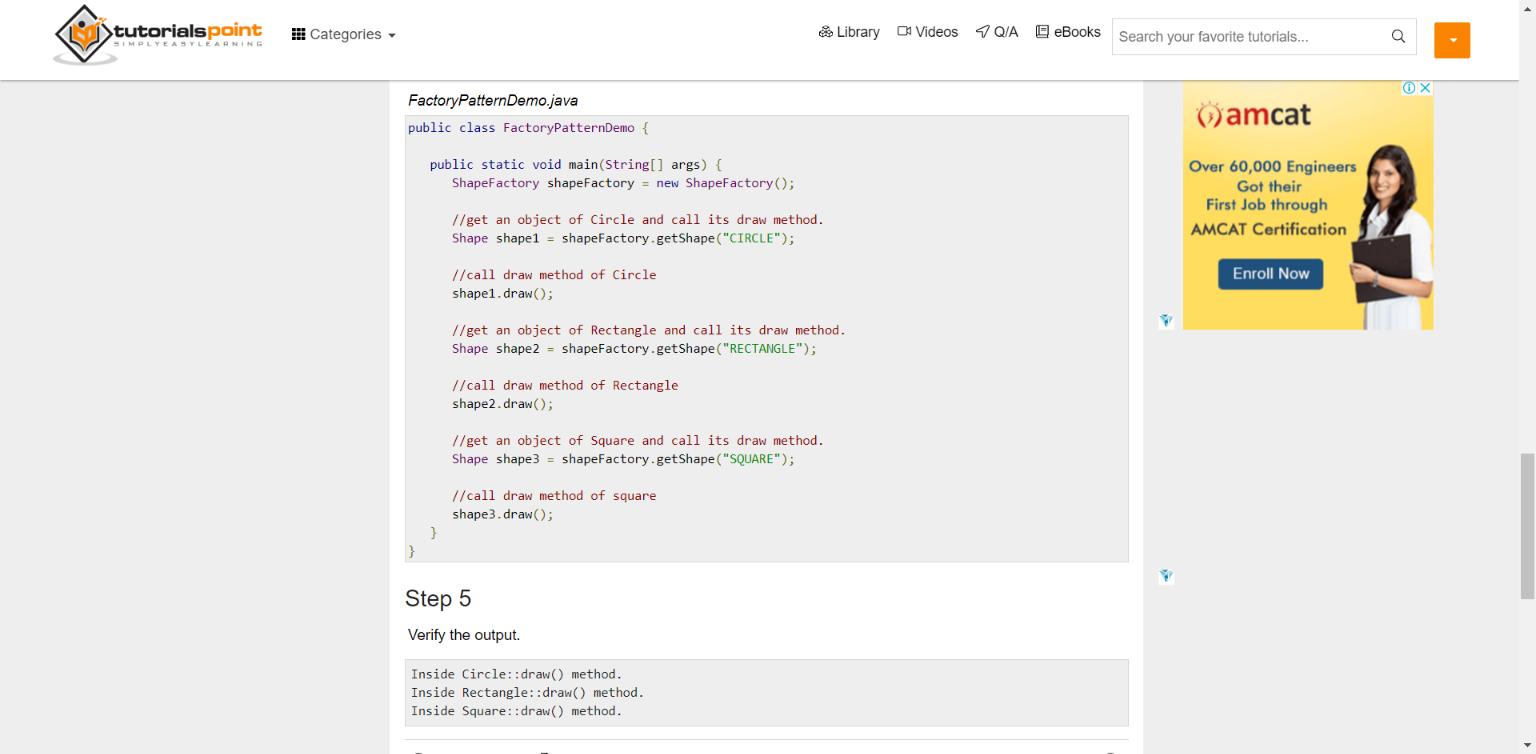 tutorialspoint
SIMPLYEASYLEARNING
Categories
Library
Videos
Q/A
eBooks
Search your favorite tutorials...
FactoryPatternDemo.java
public class FactoryPatternDemo {
   public static void main(String[] args) {
      ShapeFactory shapeFactory = new ShapeFactory();
      //get an object of Circle and call its draw method.
      Shape shape1 = shapeFactory.getShape("CIRCLE");
      //call draw method of Circle
      shape1.draw();
      //get an object of Rectangle and call its draw method.
      Shape shape2 = shapeFactory.getShape("RECTANGLE");
      //call draw method of Rectangle
      shape2.draw();
      //get an object of Square and call its draw method.
      Shape shape3 = shapeFactory.getShape("SQUARE");
      //call draw method of square
      shape3.draw();
   }
}
Step 5
Verify the output.
Inside Circle::draw() method.
Inside Rectangle::draw() method.
Inside Square::draw() method.
amcat
Over 60,000 Engineers
Got their
First Job through
AMCAT Certification
Enroll Now